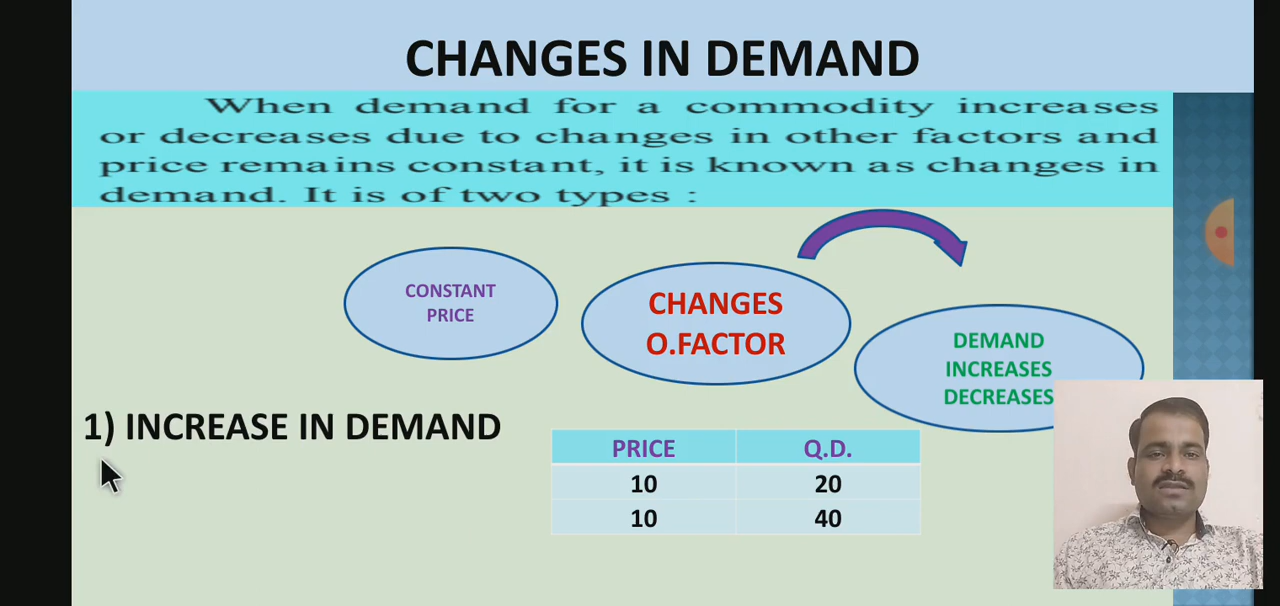 CHANGES IN DEMAND
When demand for a commodity increases
or decreases due to changes in other factors and
price remains constant, it is known as changes in
demand. It is of two types :
CONSTANT
PRICE
CHANGES
O.FACTOR
DEMAND
INCREASES
DECREASES
1) INCREASE IN DEMAND
PRICE Q.D.
10 20
10 40